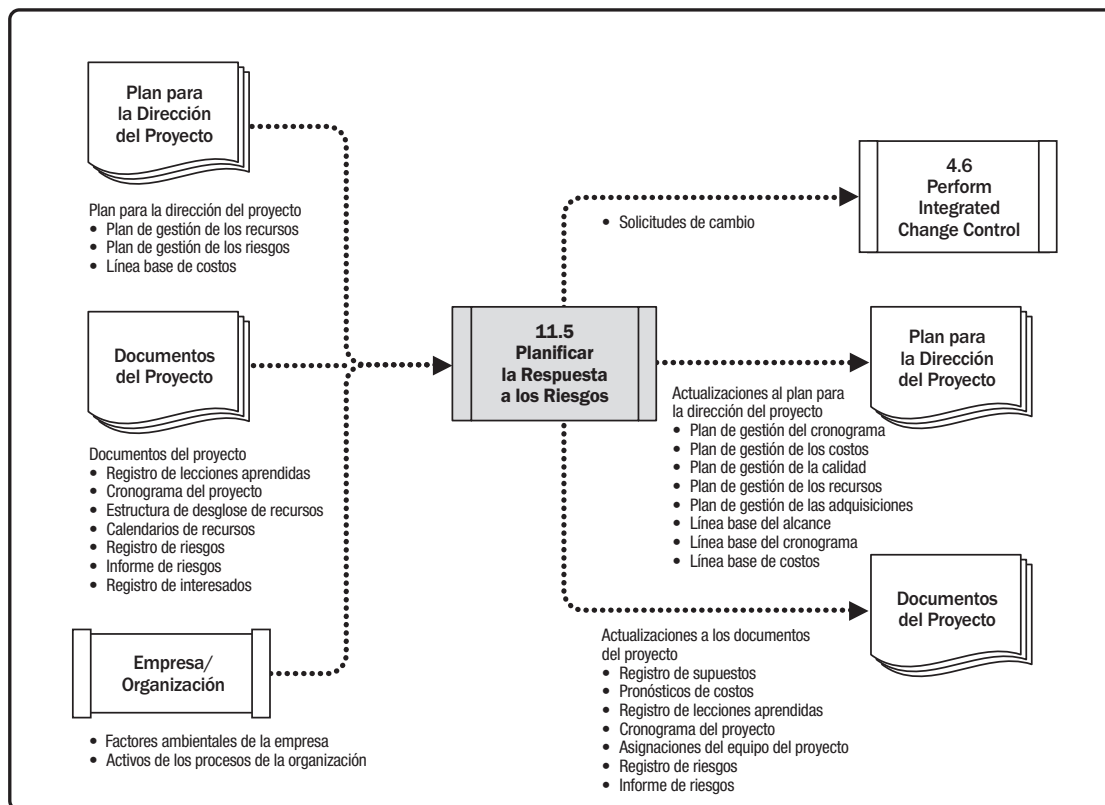 Plan para
la Dirección
del Proyecto
Plan para la dirección del proyecto
• Plan de gestión de los recursos
• Plan de gestión de los riesgos
• Línea base de costos
Documentos
del Proyecto
Documentos del proyecto
• Registro de lecciones aprendidas
• Cronograma del proyecto
• Estructura de desglose de recursos
• Calendarios de recursos
• Registro de riesgos
• Informe de riesgos
• Registro de interesados
Empresa/
Organización
• Factores ambientales de la empresa
• Activos de los procesos de la organización
11.5
Planificar
la Respuesta
a los Riesgos
• Solicitudes de cambio
4.6
Perform
Integrated
Change Control
Plan para
la Dirección
del Proyecto
Actualizaciones al plan para
la dirección del proyecto
• Plan de gestión del cronograma
• Plan de gestión de los costos
• Plan de gestión de la calidad
• Plan de gestión de los recursos
• Plan de gestión de las adquisiciones
• Línea base del alcance
• Línea base del cronograma
• Línea base de costos
Documentos
del Proyecto
Actualizaciones a los documentos
del proyecto
• Registro de supuestos
• Pronósticos de costos
• Registro de lecciones aprendidas
• Cronograma del proyecto
• Asignaciones del equipo del proyecto
• Registro de riesgos
• Informe de riesgos